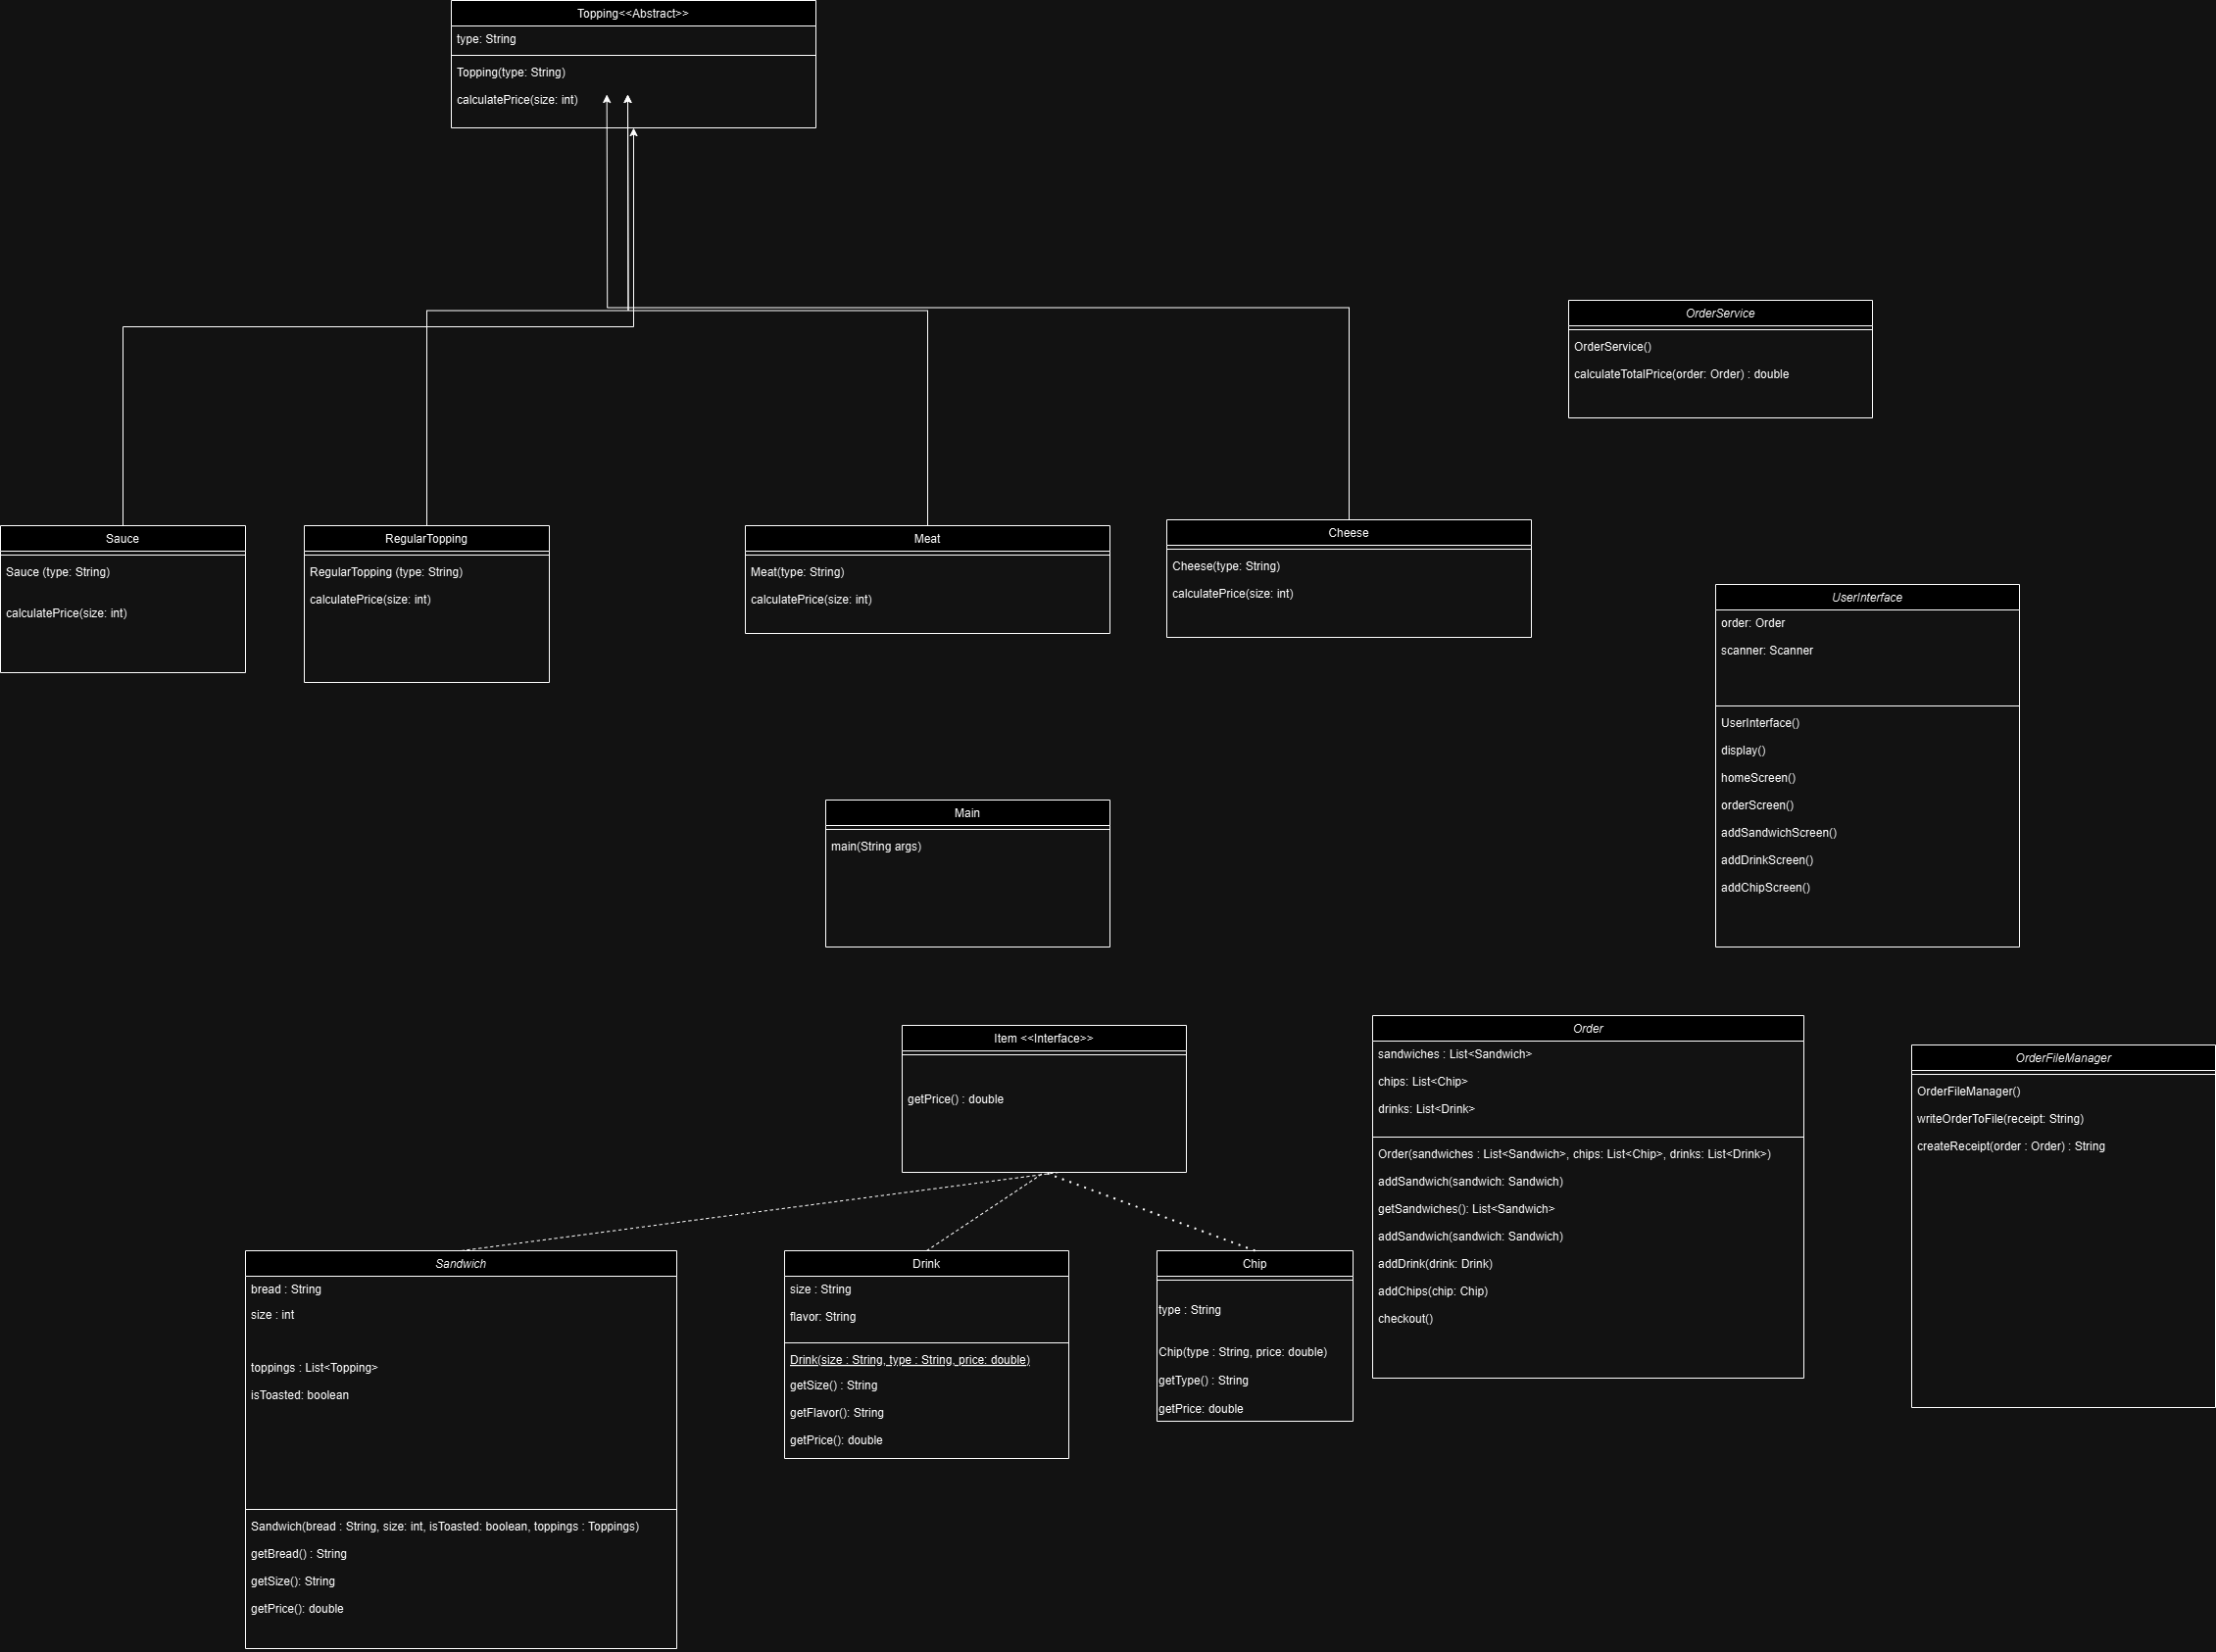 Topping<<Abstract>>
type: String
Topping(type: String)
calculatePrice(size: int)
OrderService
OrderService()
calculateTotalPrice(order: Order) : double
Sauce
Sauce (type: String)
calculatePrice(size: int)
RegularTopping
RegularTopping (type: String)
calculatePrice(size: int)
Meat
Meat(type: String)
calculatePrice(size: int)
Cheese
Cheese(type: String)
calculatePrice(size: int)
UserInterface
order: Order
scanner: Scanner
UserInterface()
display()
homeScreen()
orderScreen()
addSandwichScreen()
addDrinkScreen()
addChipScreen()
Main
main(String args)
Item <<Interface>>
getPrice() : double
Order
sandwiches : List<Sandwich>
chips: List<Chip>
drinks: List<Drink>
Order(sandwiches : List<Sandwich>, chips: List<Chip>, drinks: List<Drink>)
addSandwich(sandwich: Sandwich)
getSandwiches(): List<Sandwich>
addSandwich(sandwich: Sandwich)
addDrink(drink: Drink)
addChips(chip: Chip)
checkout()
OrderFileManager
OrderFileManager()
writeOrderToFile(receipt: String)
createReceipt(order : Order) : String
Sandwich
bread : String
size : int
toppings : List<Topping>
isToasted: boolean
Sandwich(bread : String, size: int, isToasted: boolean, toppings : Toppings)
getBread() : String
getSize(): String
getPrice(): double
Drink
size : String
flavor: String
Drink(size : String, type : String, price: double)
getSize() : String
getFlavor(): String
getPrice(): double
Chip
type : String
Chip(type : String, price: double)
getType() : String
getPrice: double